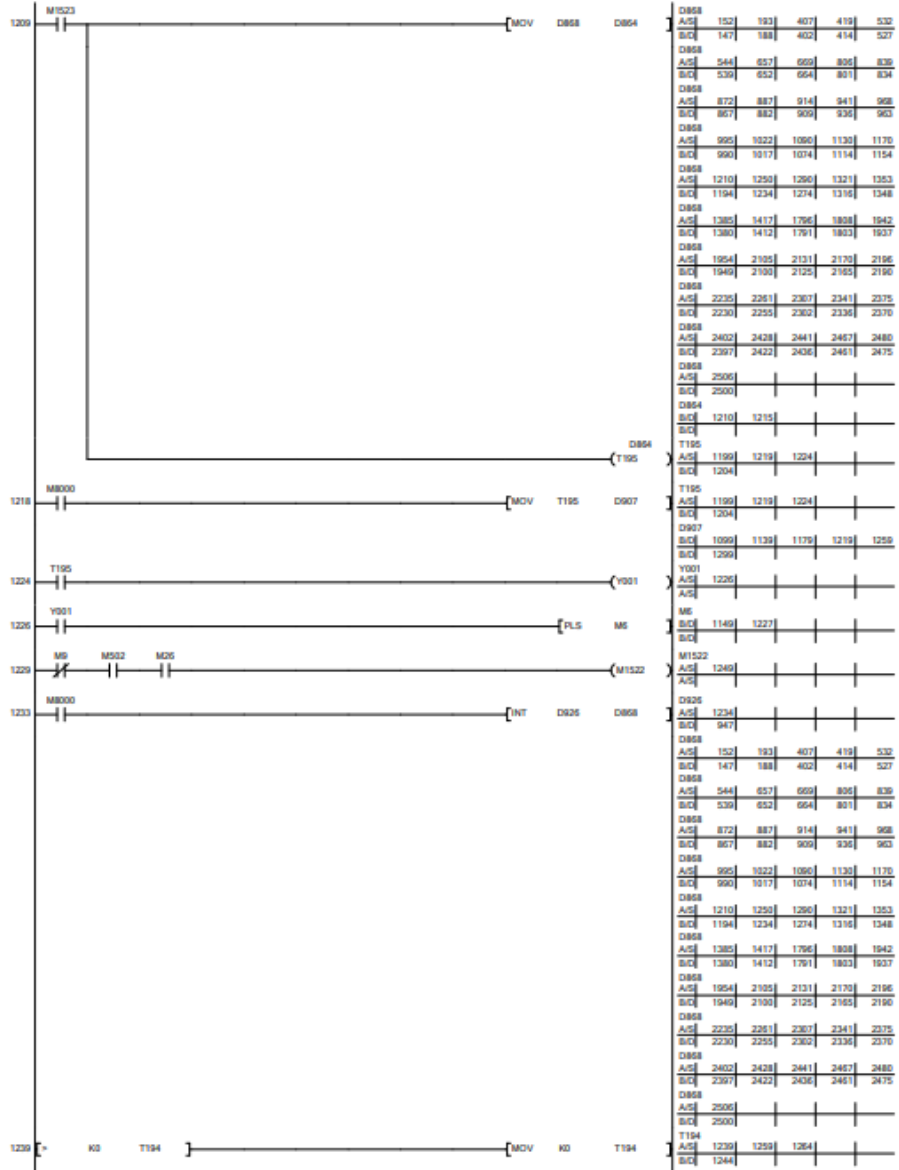 M1523
1209 MOV D868 D864
D868
A/S 152 193 407 419 532
B/D 147 188 402 414 527
D868
A/S 544 657 669 806 839
B/D 539 652 664 801 834
D868
A/S 872 887 914 941 968
B/D 867 882 909 936 963
D868
A/S 995 1022 1090 1130 1170
B/D 990 1017 1074 1114 1154
D868
A/S 1210 1250 1290 1321 1353
B/D 1194 1234 1274 1316 1348
D868
A/S 1385 1417 1796 1808 1942
B/D 1380 1412 1791 1803 1937
D868
A/S 1954 2105 2131 2170 2196
B/D 1949 2100 2125 2165 2190
D868
A/S 2235 2261 2307 2341 2375
B/D 2230 2255 2302 2336 2370
D868
A/S 2402 2428 2441 2467 2480
B/D 2397 2422 2436 2461 2475
D868
A/S 2506
B/D 2500
D864
B/D 1210 1215
B/D
D864
T195
T195
A/S 1199 1219 1224
B/D 1204
M8000
1218 MOV T195 D907
T195
A/S 1199 1219 1224
B/D 1204
D907
B/D 1099 1139 1179 1219 1259
B/D 1299
T195
1224 Y001
Y001
A/S 1226
A/S
Y001
1226 PLS M6
M6
B/D 1149 1227
B/D
M9 M502 M26
1229 M1522
M1522
A/S 1249
A/S
M8000
1233 INT D926 D868
D926
A/S 1234
B/D 947
D868
A/S 152 193 407 419 532
B/D 147 188 402 414 527
D868
A/S 544 657 669 806 839
B/D 539 652 664 801 834
D868
A/S 872 887 914 941 968
B/D 867 882 909 936 963
D868
A/S 995 1022 1090 1130 1170
B/D 990 1017 1074 1114 1154
D868
A/S 1210 1250 1290 1321 1353
B/D 1194 1234 1274 1316 1348
D868
A/S 1385 1417 1796 1808 1942
B/D 1380 1412 1791 1803 1937
D868
A/S 1954 2105 2131 2170 2196
B/D 1949 2100 2125 2165 2190
D868
A/S 2235 2261 2307 2341 2375
B/D 2230 2255 2302 2336 2370
D868
A/S 2402 2428 2441 2467 2480
B/D 2397 2422 2436 2461 2475
D868
A/S 2506
B/D 2500
1239 > K0 T194 MOV K0 T194
T194
A/S 1239 1259 1264
B/D 1244